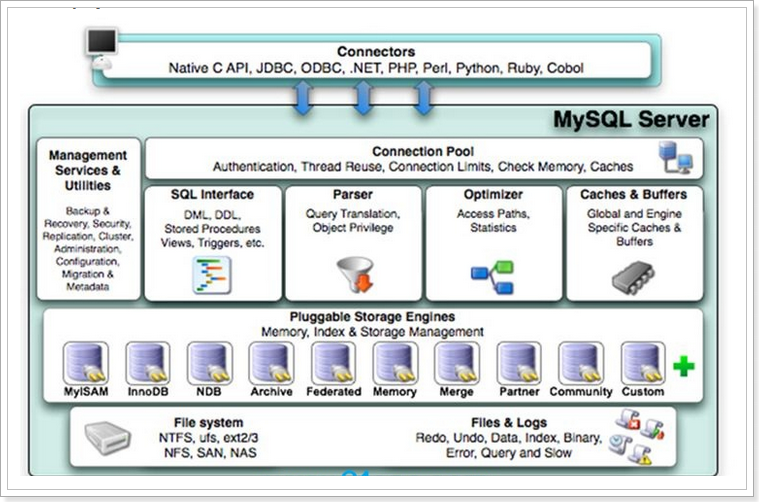 Connectors
Native C API, JDBC, ODBC, .NET, PHP, Perl, Python, Ruby, Cobol
MySQL Server
Management
Services &
Utilities
Backup &
Recovery, Security,
Replication, Cluster,
Administration,
Configuration,
Migration &
Metadata
Connection Pool
Authentication, Thread Reuse, Connection Limits, Check Memory, Caches
SQL Interface
DML, DDL,
Stored Procedures
Views, Triggers, etc.
Parser
Query Translation,
Object Privilege
Optimizer
Access Paths,
Statistics
Caches & Buffers
Global and Engine
Specific Caches &
Buffers
Pluggable Storage Engines
Memory, Index & Storage Management
MyISAM
InnoDB
NDB
Archive
Federated
Memory
Merge
Partner
Community
Custom
File system
NTFS, ufs, ext2/3
NFS, SAN, NAS
Files & Logs
Redo, Undo, Data, Index, Binary,
Error, Query and Slow